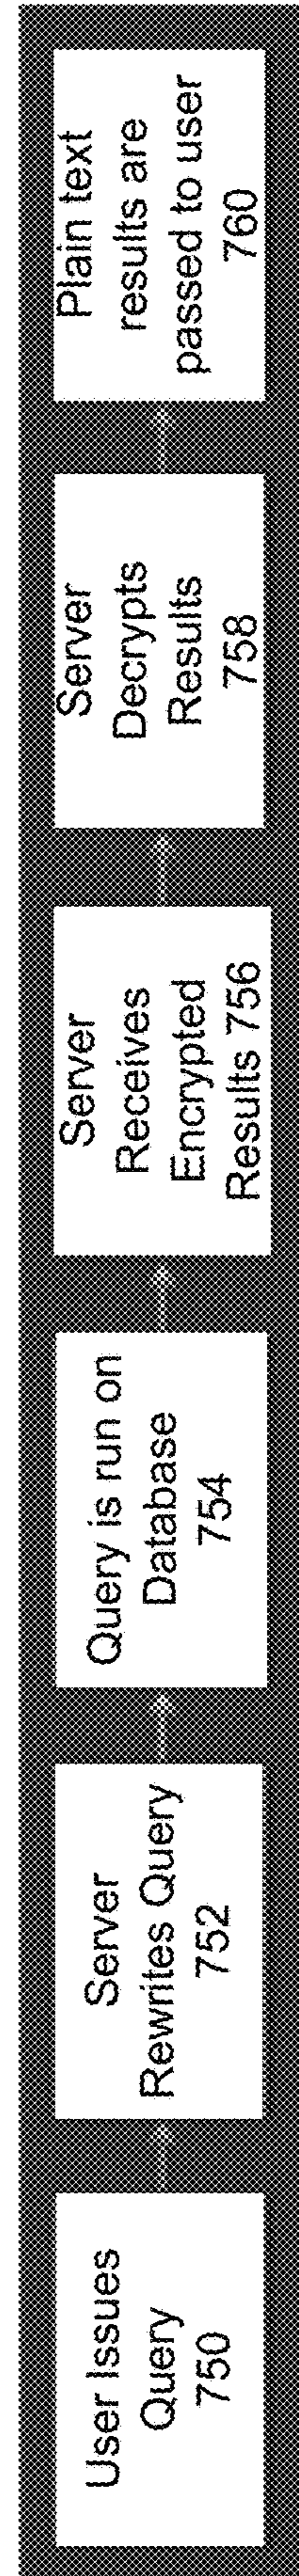 User Issues
Query
750
Server
Rewrites Query
752
Query is run on
Database
754
Server
Receives
Encrypted
Results 756
Server
Decrypts
Results
758
Plain text
results are
passed to user
760